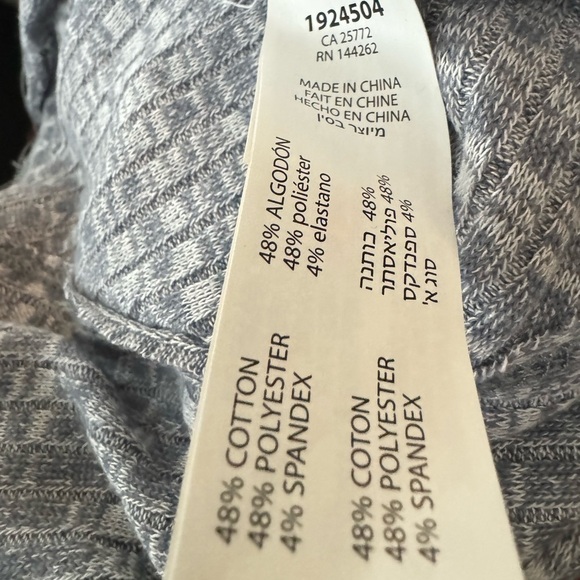 1924504
CA 25772
RN 144262
MADE IN CHINA
FAIT EN CHINE
HECHO EN CHINA
מיוצר בסין
48% ALGODÓN
48% poliéster
4% elastano
48% כותנה
48% פוליאסתר
4% ספנדקס
סוג א'
48% COTTON
48% POLYESTER
4% SPANDEX
48% COTON
48% POLYESTER
4% SPANDEX